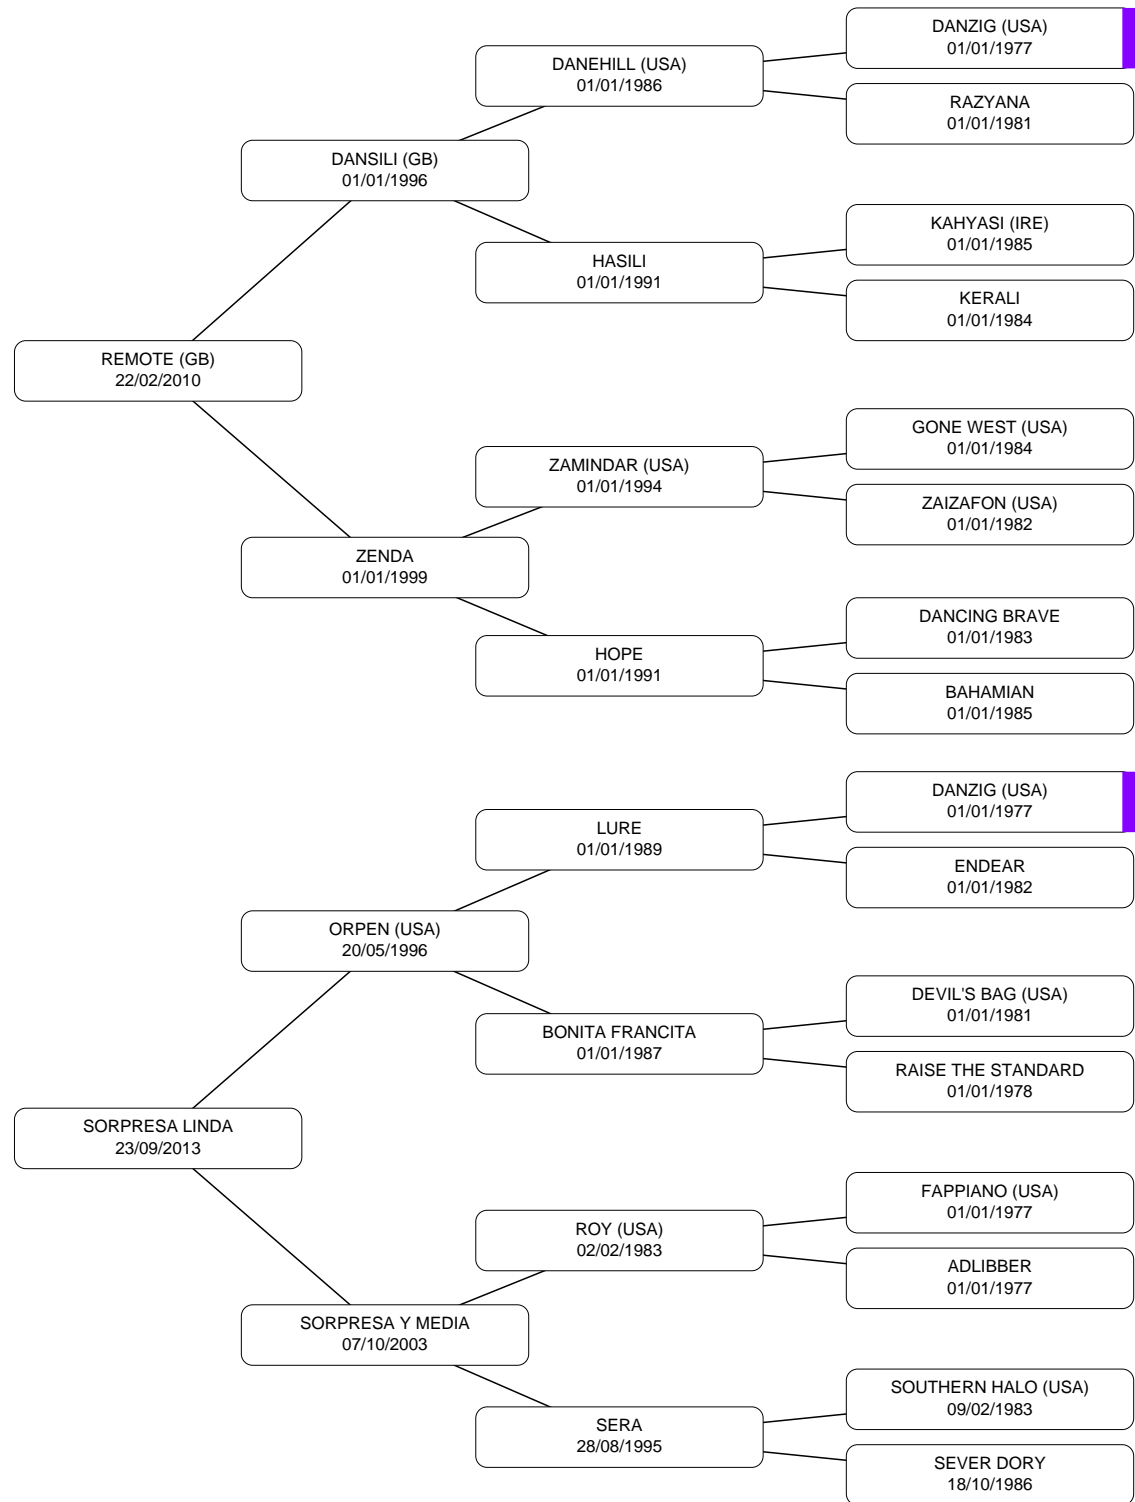 DANZIG (USA)
01/01/1977
DANEHILL (USA)
01/01/1986
RAZYANA
01/01/1981
DANSILI (GB)
01/01/1996
KAHYASI (IRE)
01/01/1985
HASILI
01/01/1991
KERALI
01/01/1984
REMOTE (GB)
22/02/2010
GONE WEST (USA)
01/01/1984
ZAMINDAR (USA)
01/01/1994
ZAIZAFON (USA)
01/01/1982
ZENDA
01/01/1999
DANCING BRAVE
01/01/1983
HOPE
01/01/1991
BAHAMIAN
01/01/1985
DANZIG (USA)
01/01/1977
LURE
01/01/1989
ENDEAR
01/01/1982
ORPEN (USA)
20/05/1996
DEVIL'S BAG (USA)
01/01/1981
BONITA FRANCITA
01/01/1987
RAISE THE STANDARD
01/01/1978
SORPRESA LINDA
23/09/2013
FAPPIANO (USA)
01/01/1977
ROY (USA)
02/02/1983
ADLIBBER
01/01/1977
SORPRESA Y MEDIA
07/10/2003
SOUTHERN HALO (USA)
09/02/1983
SERA
28/08/1995
SEVER DORY
18/10/1986